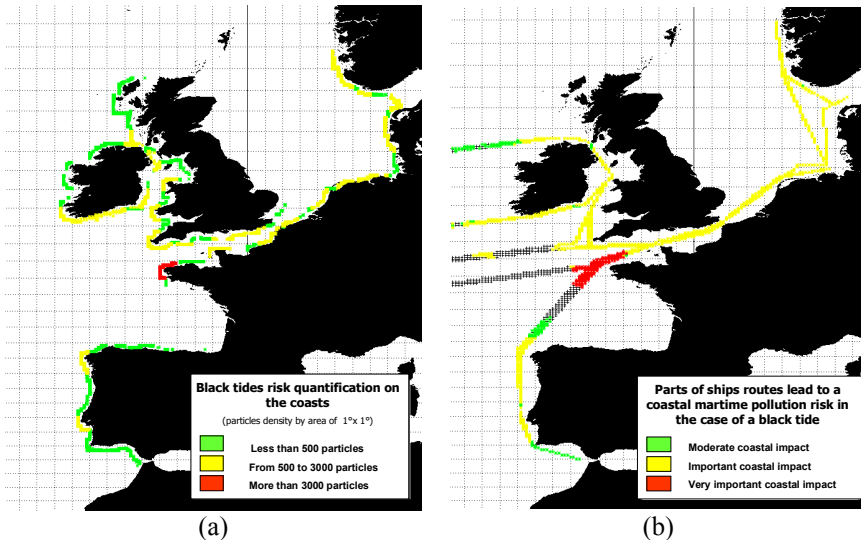 Black tides risk quantification on
the coasts
(particles density by area of 1°x 1°)
Less than 500 particles
From 500 to 3000 particles
More than 3000 particles
(a)
Parts of ships routes lead to a
coastal martime pollution risk in
the case of a black tide
Moderate coastal impact
Important coastal impact
Very important coastal impact
(b)